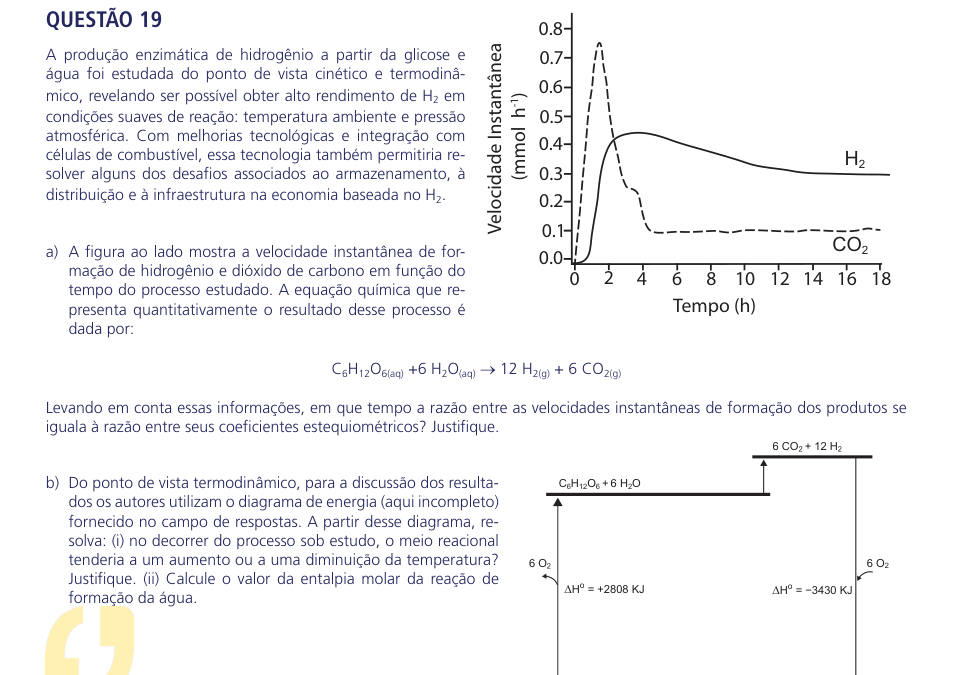 QUESTÃO 19
A produção enzimática de hidrogênio a partir da glicose e
água foi estudada do ponto de vista cinético e termodinâ-
mico, revelando ser possível obter alto rendimento de H₂ em
condições suaves de reação: temperatura ambiente e pressão
atmosférica. Com melhorias tecnológicas e integração com
células de combustível, essa tecnologia também permitiria re-
solver alguns dos desafios associados ao armazenamento, à
distribuição e à infraestrutura na economia baseada no H₂.
a) A figura ao lado mostra a velocidade instantânea de for-
mação de hidrogênio e dióxido de carbono em função do
tempo do processo estudado. A equação química que re-
presenta quantitativamente o resultado desse processo é
dada por:
Velocidade Instantânea
(mmol h⁻¹)
0.8
0.7
0.6
0.5
0.4
0.3
0.2
0.1
0.0
H₂
CO₂
0 2 4 6 8 10 12 14 16 18
Tempo (h)
C₆H₁₂O₆(aq) +6 H₂O(aq) → 12 H₂(g) + 6 CO₂(g)
Levando em conta essas informações, em que tempo a razão entre as velocidades instantâneas de formação dos produtos se
iguala à razão entre seus coeficientes estequiométricos? Justifique.
b) Do ponto de vista termodinâmico, para a discussão dos resulta-
dos os autores utilizam o diagrama de energia (aqui incompleto)
fornecido no campo de respostas. A partir desse diagrama, re-
solva: (i) no decorrer do processo sob estudo, o meio reacional
tenderia a um aumento ou a uma diminuição da temperatura?
Justifique. (ii) Calcule o valor da entalpia molar da reação de
formação da água.
6 CO₂ + 12 H₂
C₆H₁₂O₆ + 6 H₂O
6 O₂
6 O₂
ΔHº = +2808 KJ
ΔHº = −3430 KJ